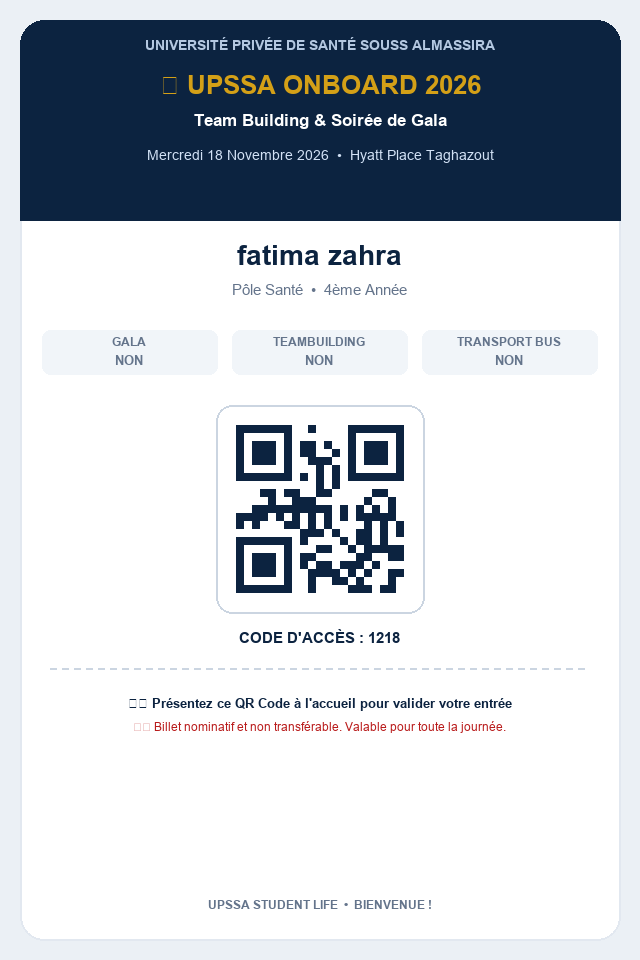 UNIVERSITÉ PRIVÉE DE SANTÉ SOUSS ALMASSIRA
UPSSA ONBOARD 2026
Team Building & Soirée de Gala
Mercredi 18 Novembre 2026 • Hyatt Place Taghazout
fatima zahra
Pôle Santé • 4ème Année
GALA
NON
TEAMBUILDING
NON
TRANSPORT BUS
NON
CODE D'ACCÈS : 1218
Présentez ce QR Code à l'accueil pour valider votre entrée
Billet nominatif et non transférable. Valable pour toute la journée.
UPSSA STUDENT LIFE • BIENVENUE !